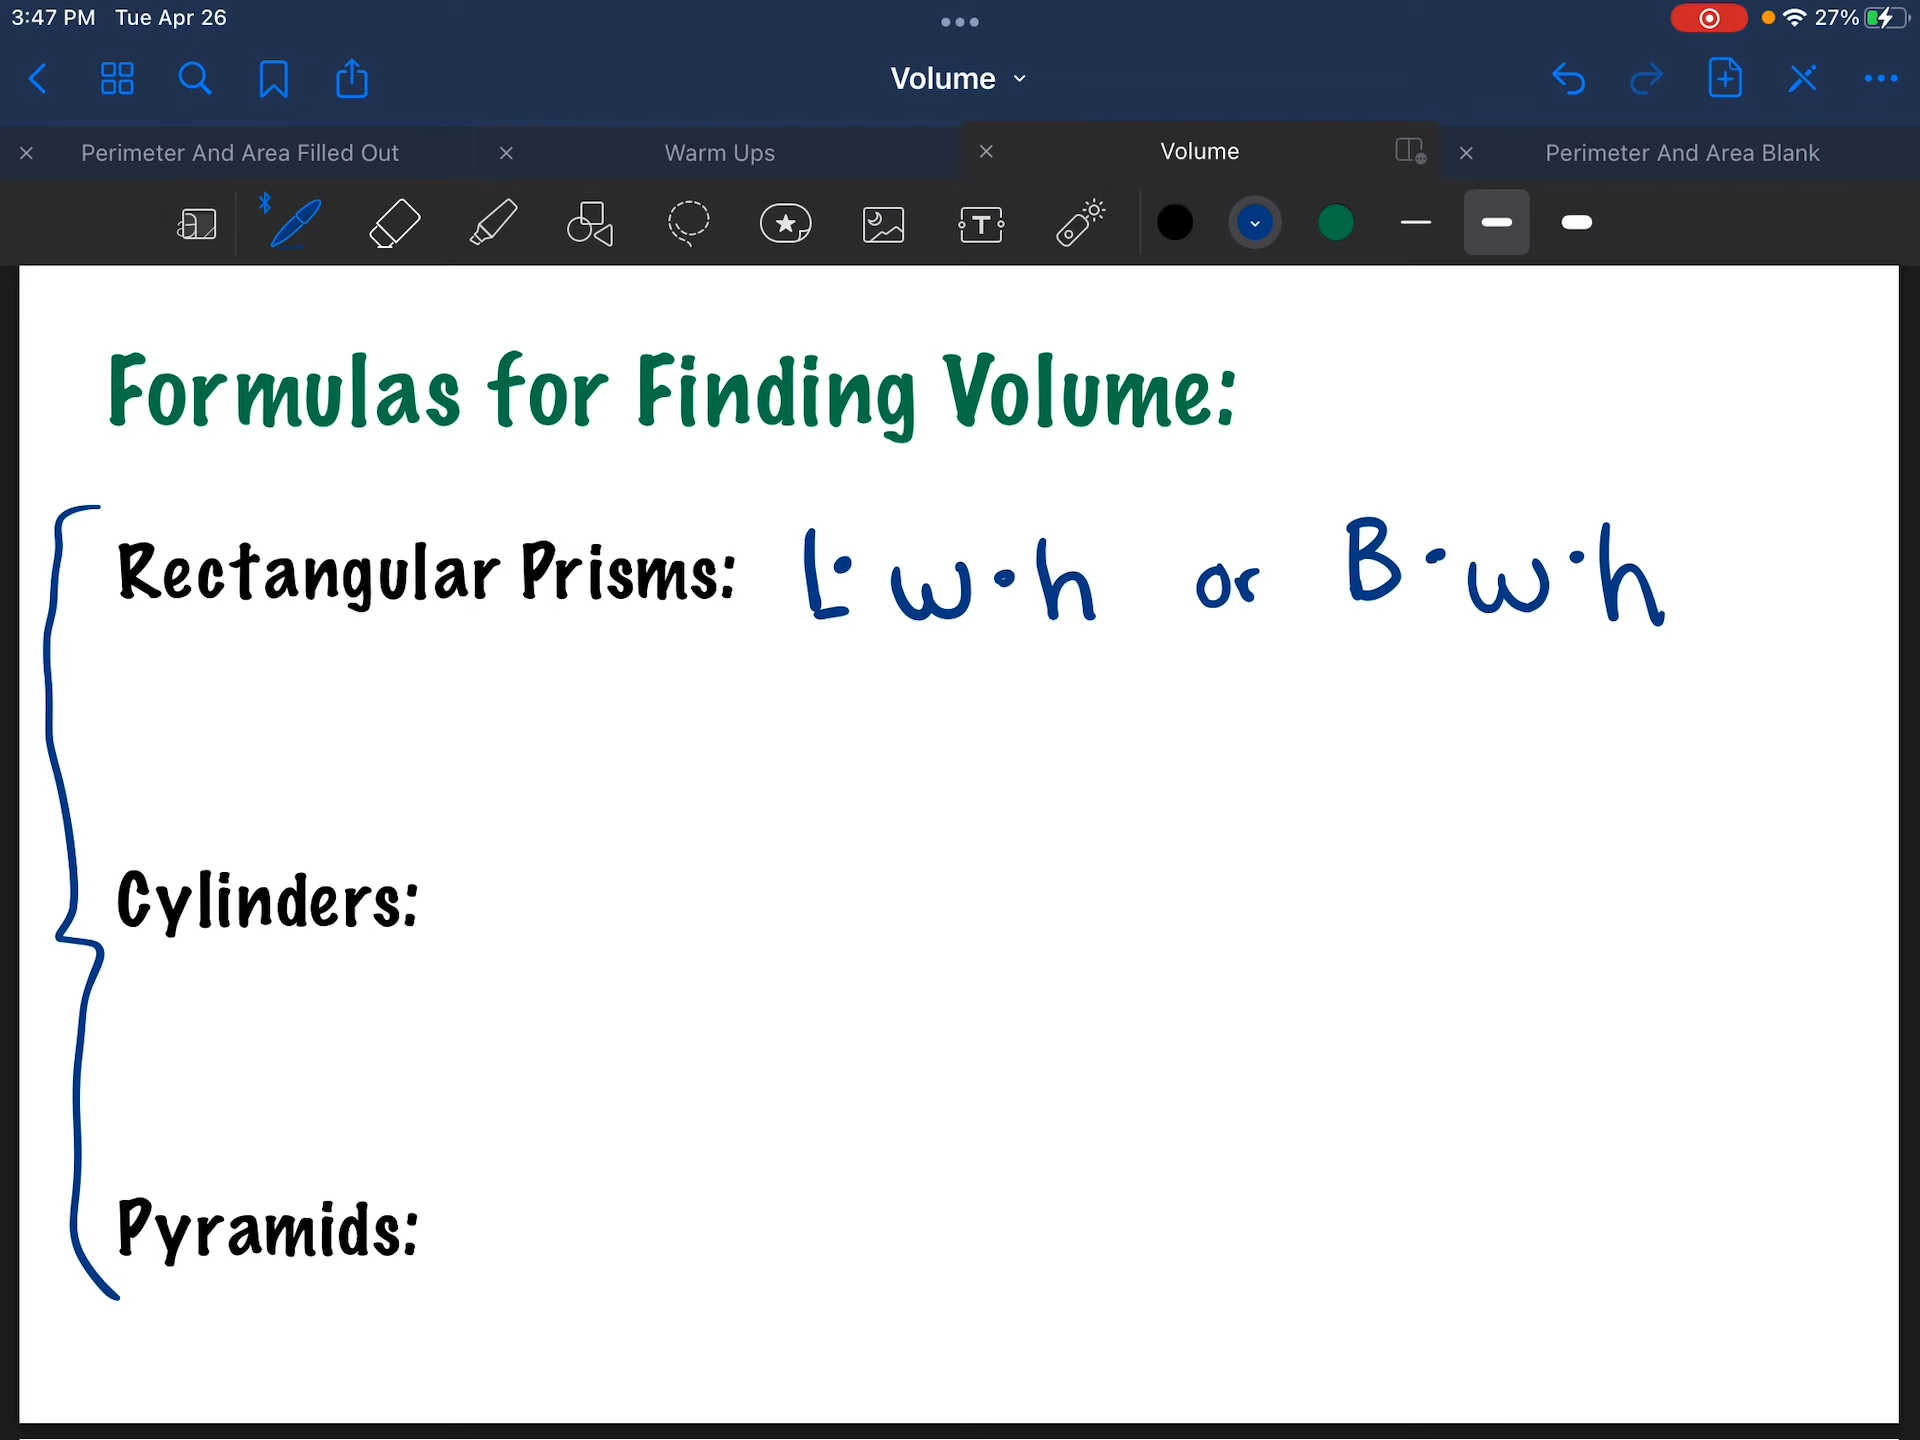 3:47 PM Tue Apr 26
27%
Volume
Perimeter And Area Filled Out
Warm Ups
Volume
Perimeter And Area Blank
Formulas for Finding Volume:
Rectangular Prisms: L · w · h or B · w · h
Cylinders:
Pyramids: